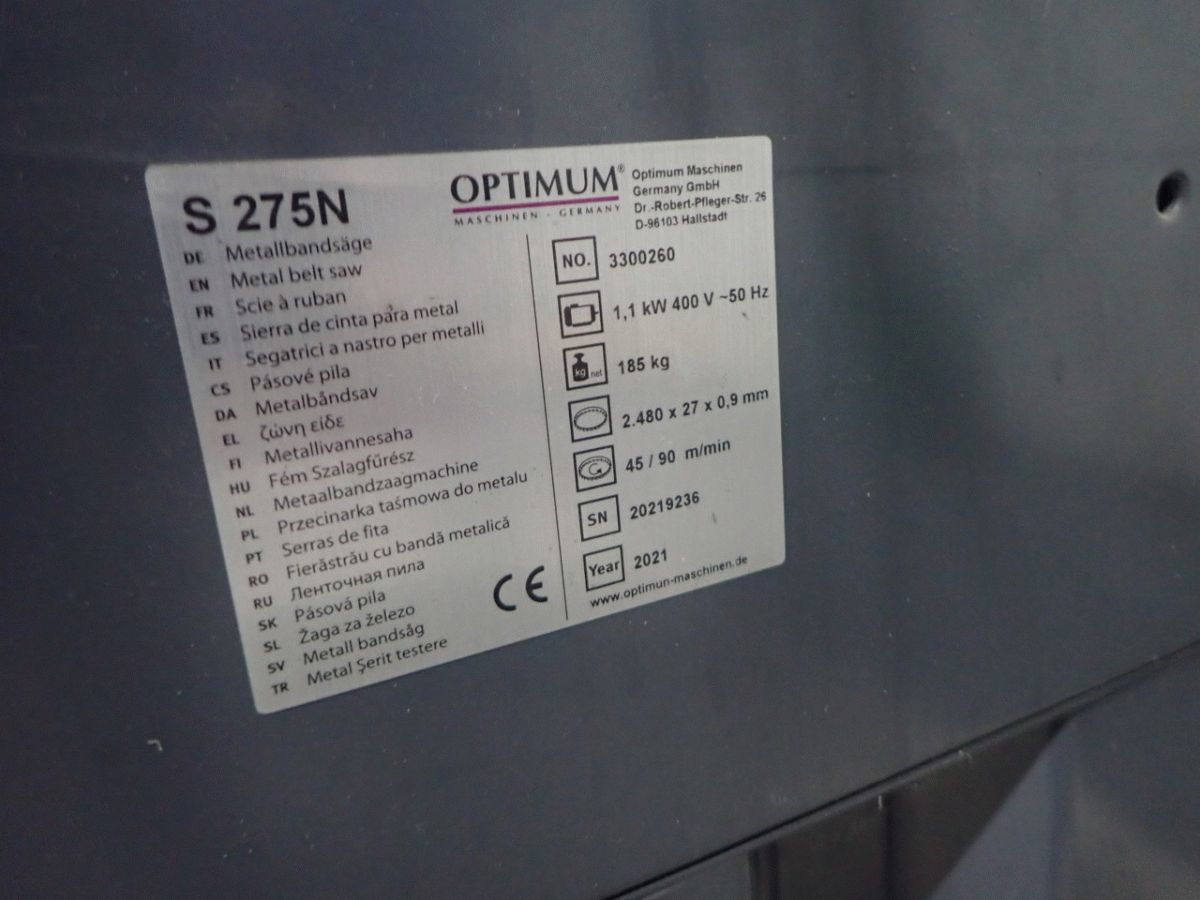 S 275N
OPTIMUM®
MASCHINEN - GERMANY
Optimum Maschinen
Germany GmbH
Dr.-Robert-Pfleger-Str. 26
D-96103 Hallstadt
DE Metallbandsäge
EN Metal belt saw
FR Scie à ruban
ES Sierra de cinta para metal
IT Segatrici a nastro per metalli
CS Pásové pila
DA Metalbåndsav
EL ζώνη είδε
FI Metallivannesaha
HU Fém Szalagfűrész
NL Metaalbandzaagmachine
PL Przecinarka taśmowa do metalu
PT Serras de fita
RO Fierăstrău cu bandă metalică
RU Ленточная пила
SK Pásová pila
SL Žaga za železo
SV Metall bandsåg
TR Metal Şerit testere
CE
NO. 3300260
1,1 kW 400 V ~50 Hz
kg net 185 kg
2.480 x 27 x 0,9 mm
45 / 90 m/min
SN 20219236
Year 2021
www.optimun-maschinen.de